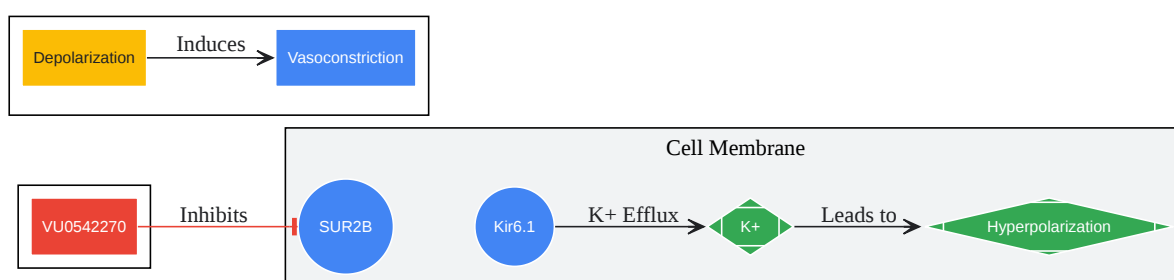 Depolarization
Induces
Vasoconstriction
Cell Membrane
VU0542270
Inhibits
SUR2B
Kir6.1
K+ Efflux
K+
Leads to
Hyperpolarization